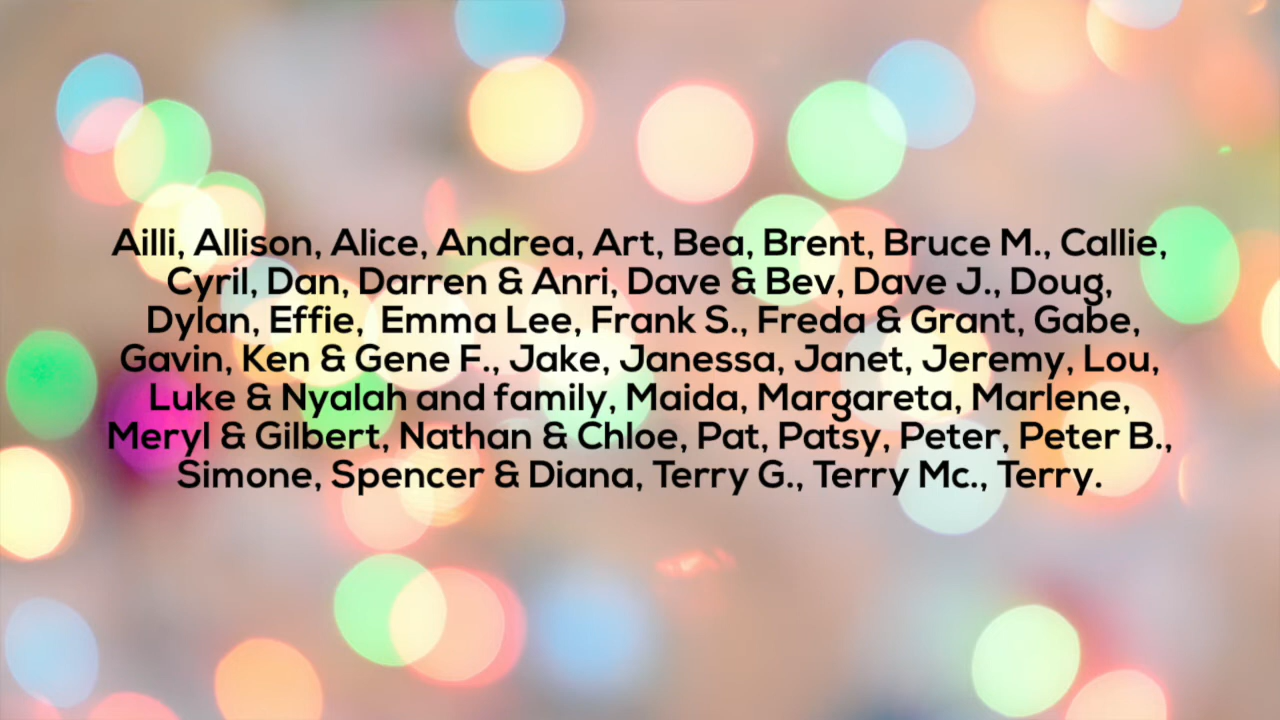 Ailli, Allison, Alice, Andrea, Art, Bea, Brent, Bruce M., Callie,
Cyril, Dan, Darren & Anri, Dave & Bev, Dave J., Doug,
Dylan, Effie,  Emma Lee, Frank S., Freda & Grant, Gabe,
Gavin, Ken & Gene F., Jake, Janessa, Janet, Jeremy, Lou,
Luke & Nyalah and family, Maida, Margareta, Marlene,
Meryl & Gilbert, Nathan & Chloe, Pat, Patsy, Peter, Peter B.,
Simone, Spencer & Diana, Terry G., Terry Mc., Terry.